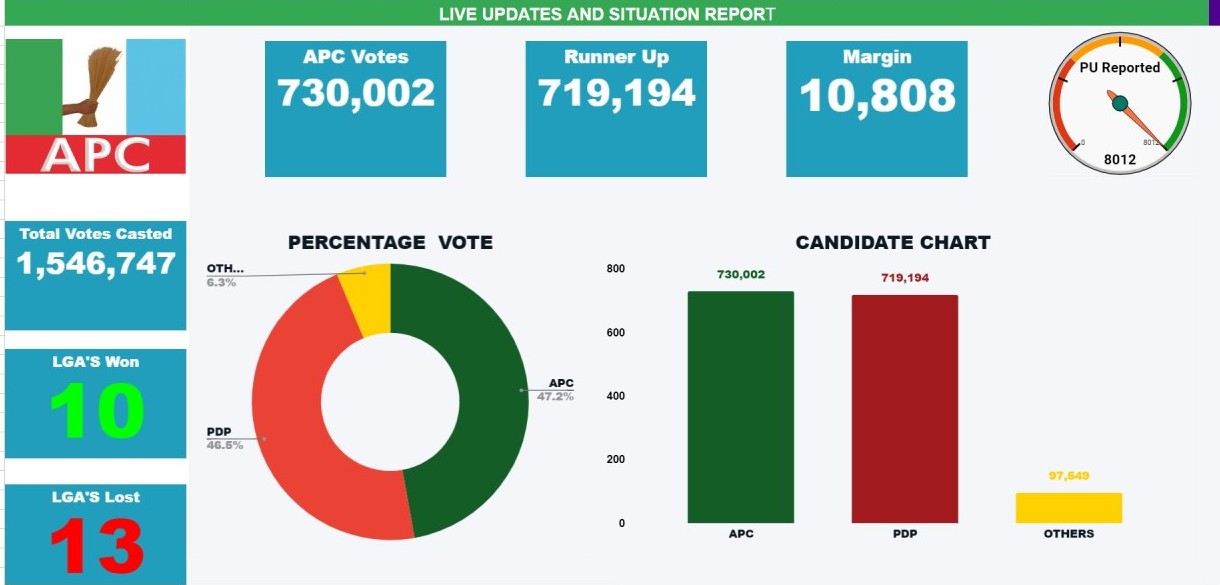 LIVE UPDATES AND SITUATION REPORT
APC
APC Votes
730,002
Runner Up
719,194
Margin
10,808
PU Reported
0
8012
8012
Total Votes Casted
1,546,747
LGA'S Won
10
LGA'S Lost
13
PERCENTAGE VOTE
OTH...
6.3%
APC
47.2%
PDP
46.5%
CANDIDATE CHART
800
600
400
200
0
730,002
719,194
97,549
APC
PDP
OTHERS